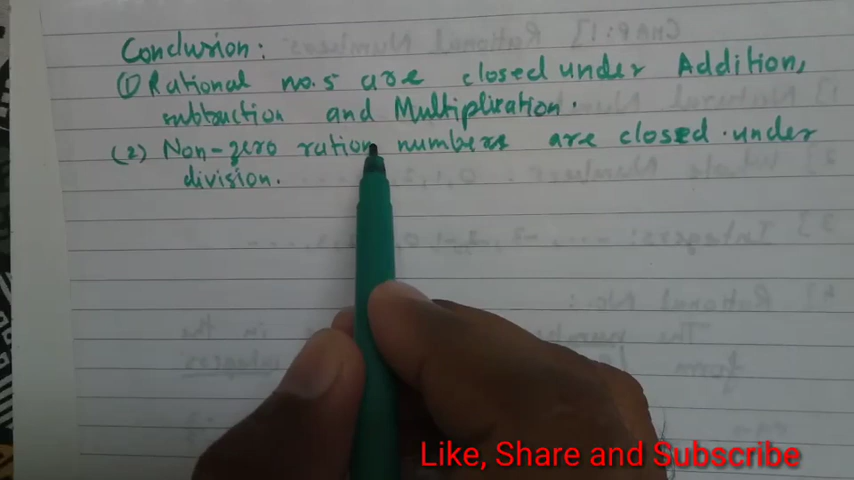 Conclusion:
(1) Rational no.s are closed under Addition,
subtraction and Multiplication.
(2) Non-zero ration numbers are closed under
division.
Like, Share and Subscribe